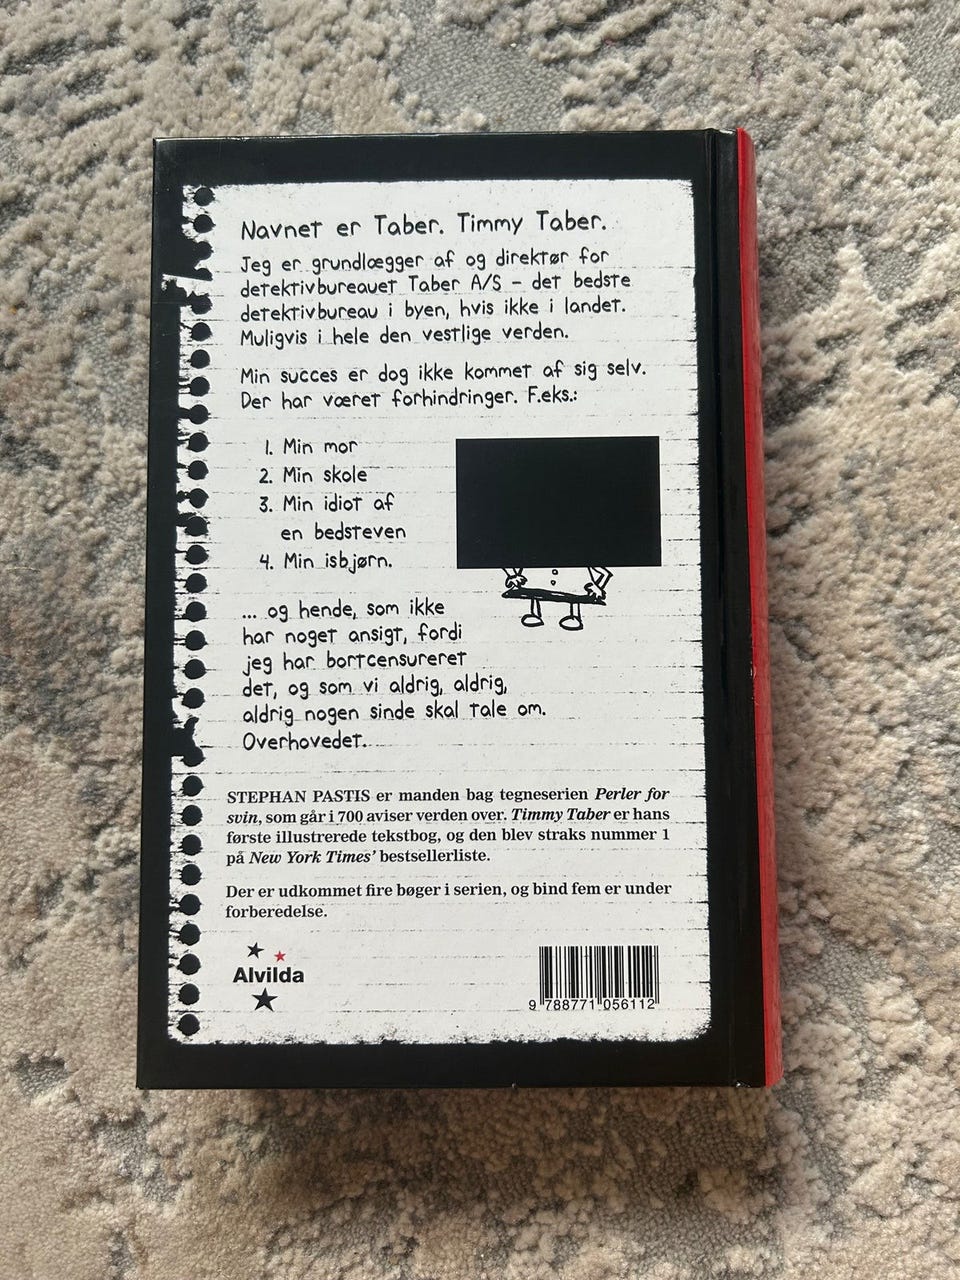 Navnet er Taber. Timmy Taber.
Jeg er grundlægger af og direktør for
detektivbureauet Taber A/S – det bedste
detektivbureau i byen, hvis ikke i landet.
Muligvis i hele den vestlige verden.
Min succes er dog ikke kommet af sig selv.
Der har været forhindringer. F.eks.:
1. Min mor
2. Min skole
3. Min idiot af
en bedsteven
4. Min isbjørn.
... og hende, som ikke
har noget ansigt, fordi
jeg har bortcensureret
det, og som vi aldrig, aldrig,
aldrig nogen sinde skal tale om.
Overhovedet.
STEPHAN PASTIS er manden bag tegneserien Perler for
svin, som går i 700 aviser verden over. Timmy Taber er hans
første illustrerede tekstbog, og den blev straks nummer 1
på New York Times' bestsellerliste.
Der er udkommet fire bøger i serien, og bind fem er under
forberedelse.
Alvilda
9 788771 056112